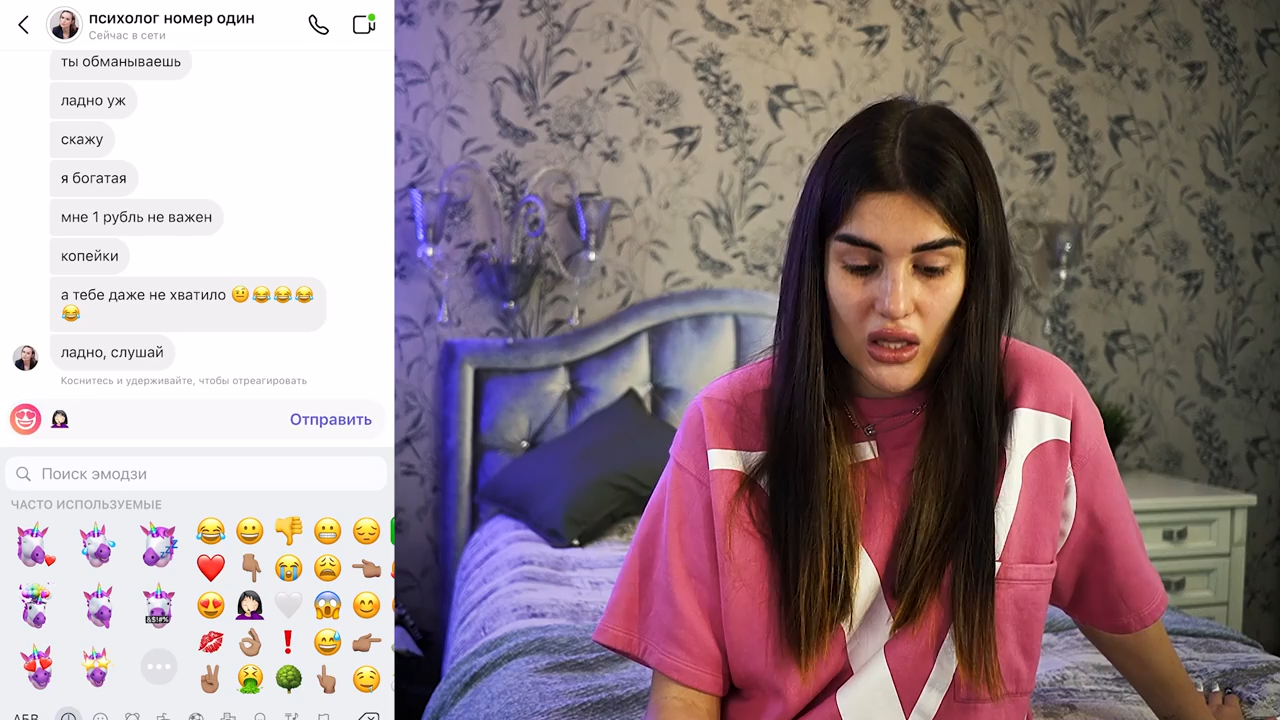 психолог номер один
Сейчас в сети
ты обманываешь
ладно уж
скажу
я богатая
мне 1 рубль не важен
копейки
а тебе даже не хватило 🤨😂😂😂
😂
ладно, слушай
Коснитесь и удерживайте, чтобы отреагировать
🤦🏻‍♀️ Отправить
Поиск эмодзи
ЧАСТО ИСПОЛЬЗУЕМЫЕ
&$!#%
АБВ